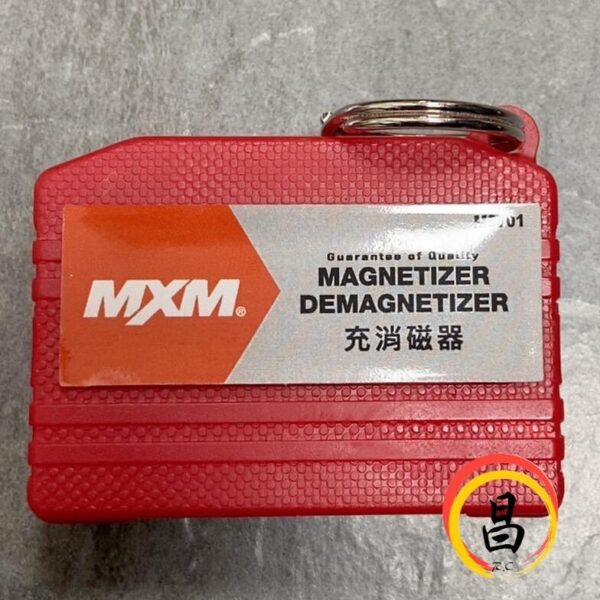 Guarantee of Quality
MXM®
MAGNETIZER
DEMAGNETIZER
充消磁器
昌
R.C